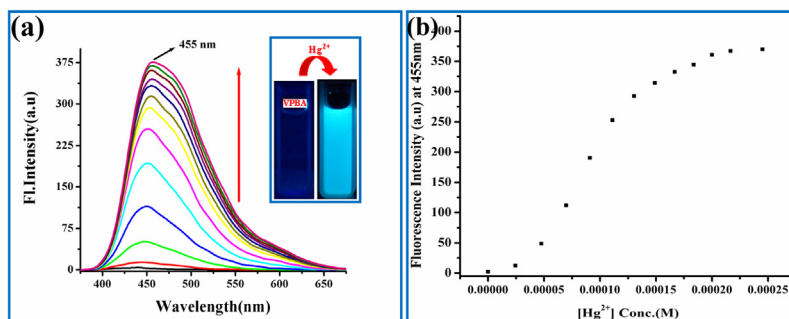 (a)
455 nm
Hg2+
VPBA
375
300
225
150
75
0
400 450 500 550 600 650
Wavelength(nm)
Fl.Intensity(a.u)
(b)
400
350
300
250
200
150
100
50
0
0.00000 0.00005 0.00010 0.00015 0.00020 0.00025
[Hg2+] Conc.(M)
Fluorescence Intensity (a.u) at 455nm